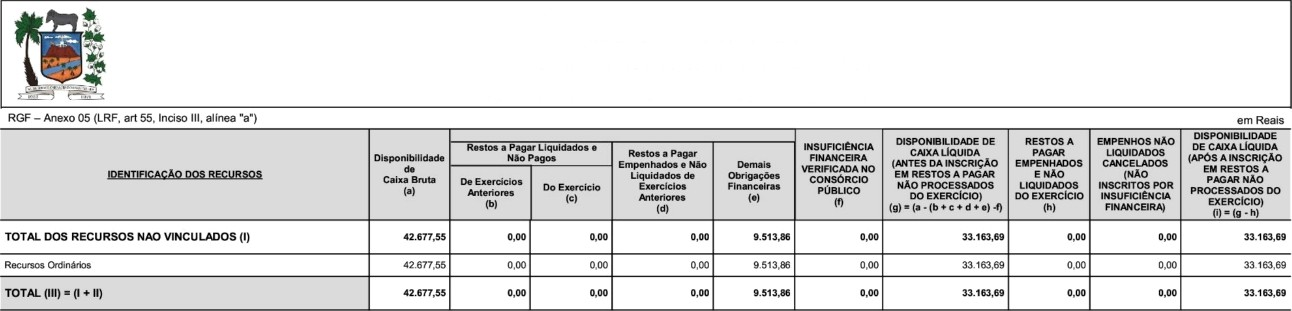 RGF – Anexo 05 (LRF, art 55, Inciso III, alínea "a")
em Reais
IDENTIFICAÇÃO DOS RECURSOS
Disponibilidade
de
Caixa Bruta
(a)
Restos a Pagar Liquidados e
Não Pagos
De Exercícios
Anteriores
(b)
Do Exercício
(c)
Restos a Pagar
Empenhados e Não
Liquidados de
Exercícios
Anteriores
(d)
Demais
Obrigações
Financeiras
(e)
INSUFICIÊNCIA
FINANCEIRA
VERIFICADA NO
CONSÓRCIO
PÚBLICO
(f)
DISPONIBILIDADE DE
CAIXA LÍQUIDA
(ANTES DA INSCRIÇÃO
EM RESTOS A PAGAR
NÃO PROCESSADOS
DO EXERCÍCIO)
(g) = (a - (b + c + d + e) -f)
RESTOS A
PAGAR
EMPENHADOS
E NÃO
LIQUIDADOS
DO EXERCÍCIO
(h)
EMPENHOS NÃO
LIQUIDADOS
CANCELADOS
(NÃO
INSCRITOS POR
INSUFICIÊNCIA
FINANCEIRA)
DISPONIBILIDADE
DE CAIXA LÍQUIDA
(APÓS A INSCRIÇÃO
EM RESTOS A
PAGAR NÃO
PROCESSADOS DO
EXERCÍCIO)
(i) = (g - h)
TOTAL DOS RECURSOS NAO VINCULADOS (I) 42.677,55 0,00 0,00 0,00 9.513,86 0,00 33.163,69 0,00 0,00 33.163,69
Recursos Ordinários 42.677,55 0,00 0,00 0,00 9.513,86 0,00 33.163,69 0,00 0,00 33.163,69
TOTAL (III) = (I + II) 42.677,55 0,00 0,00 0,00 9.513,86 0,00 33.163,69 0,00 0,00 33.163,69